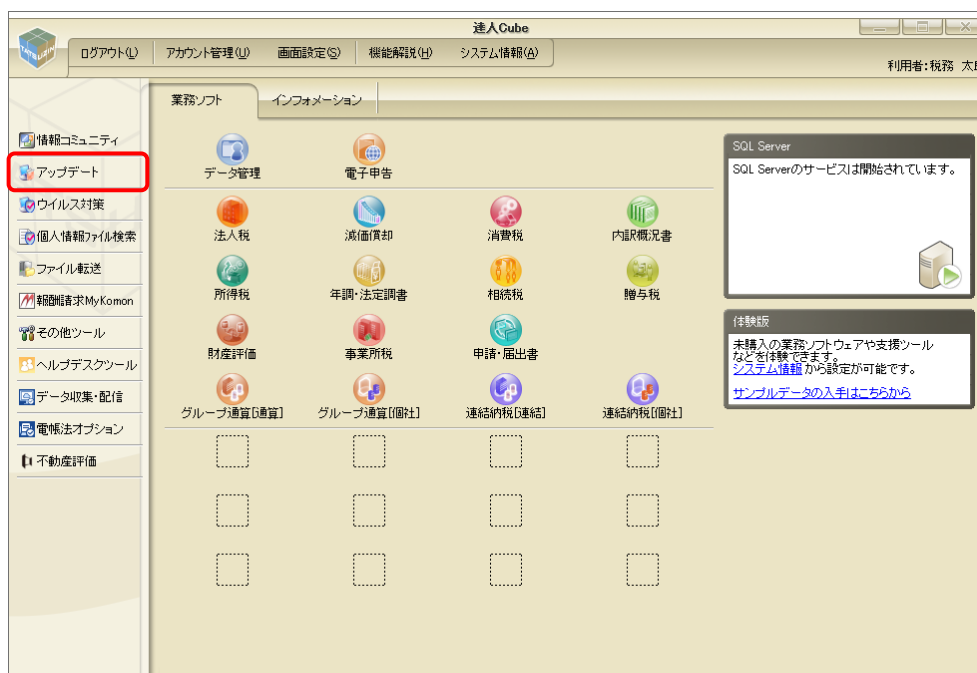 達人Cube
TATSUZIN
ログアウト(L)
アカウント管理(U)
画面設定(S)
機能解説(H)
システム情報(A)
利用者:税務 太
業務ソフト
インフォメーション
情報コミュニティ
アップデート
ウイルス対策
個人情報ファイル検索
ファイル転送
報酬請求MyKomon
その他ツール
ヘルプデスクツール
データ収集・配信
電帳法オプション
不動産評価
データ管理
電子申告
法人税
減価償却
消費税
内訳概況書
所得税
年調・法定調書
相続税
贈与税
財産評価
事業所税
申請・届出書
グループ通算[通算]
グループ通算[個社]
連結納税[連結]
連結納税[個社]
SQL Server
SQL Serverのサービスは開始されています。
体験版
未購入の業務ソフトウェアや支援ツール
などを体験できます。
システム情報 から設定が可能です。
サンプルデータの入手はこちらから